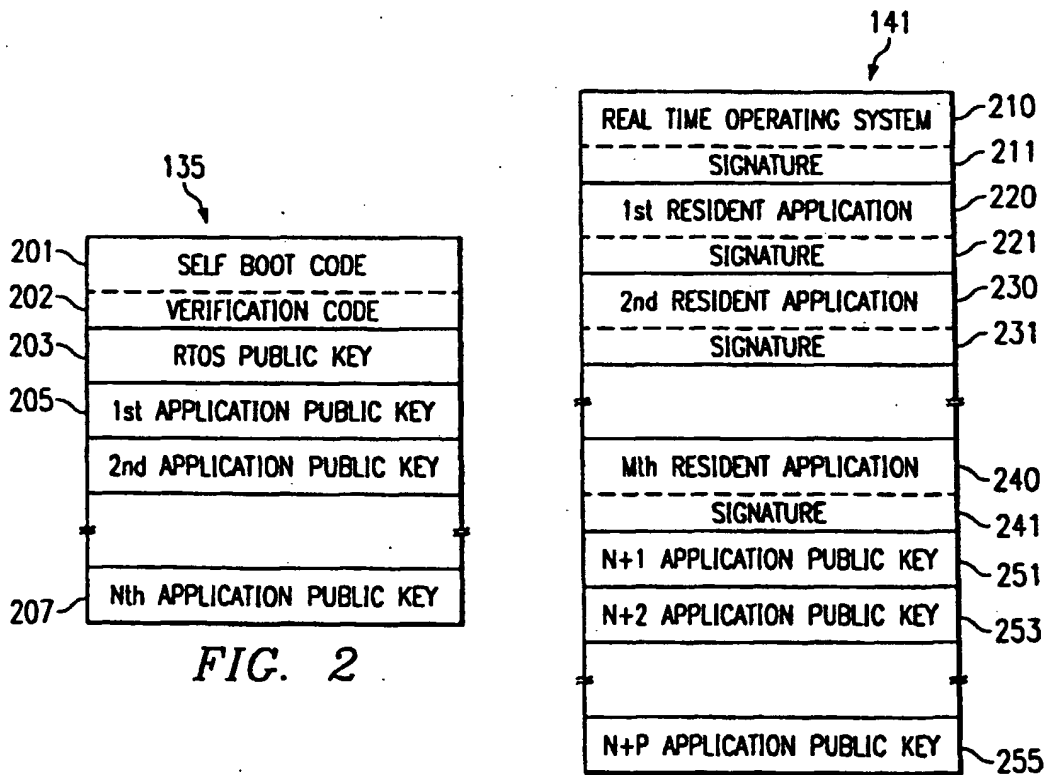 135
201
SELF BOOT CODE
202
VERIFICATION CODE
203
RTOS PUBLIC KEY
205
1st APPLICATION PUBLIC KEY
2nd APPLICATION PUBLIC KEY
207
Nth APPLICATION PUBLIC KEY
FIG. 2
141
REAL TIME OPERATING SYSTEM
210
SIGNATURE
211
1st RESIDENT APPLICATION
220
SIGNATURE
221
2nd RESIDENT APPLICATION
230
SIGNATURE
231
Mth RESIDENT APPLICATION
240
SIGNATURE
241
N+1 APPLICATION PUBLIC KEY
251
N+2 APPLICATION PUBLIC KEY
253
N+P APPLICATION PUBLIC KEY
255